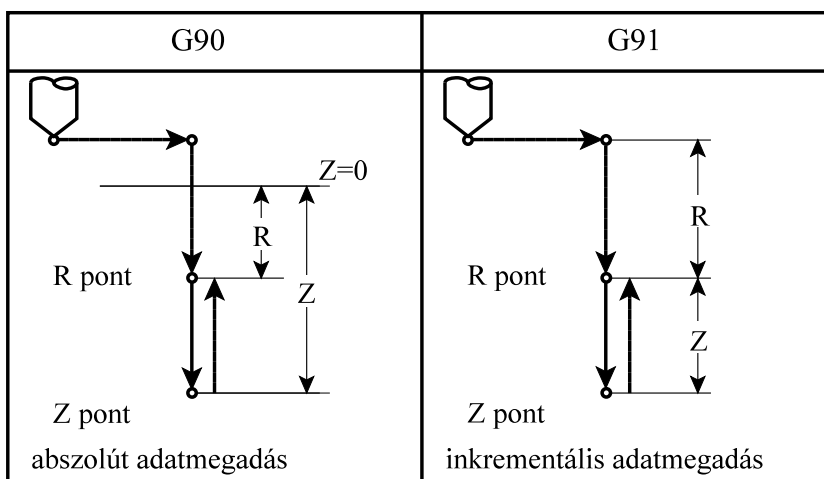 G90
G91
Z=0
R
R pont
Z
Z pont
abszolút adatmegadás
R
R pont
Z
Z pont
inkrementális adatmegadás